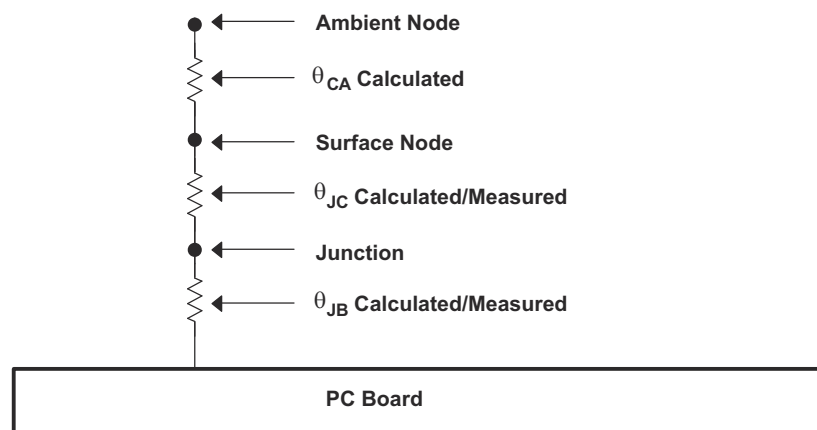 Ambient Node
θCA Calculated
Surface Node
θJC Calculated/Measured
Junction
θJB Calculated/Measured
PC Board